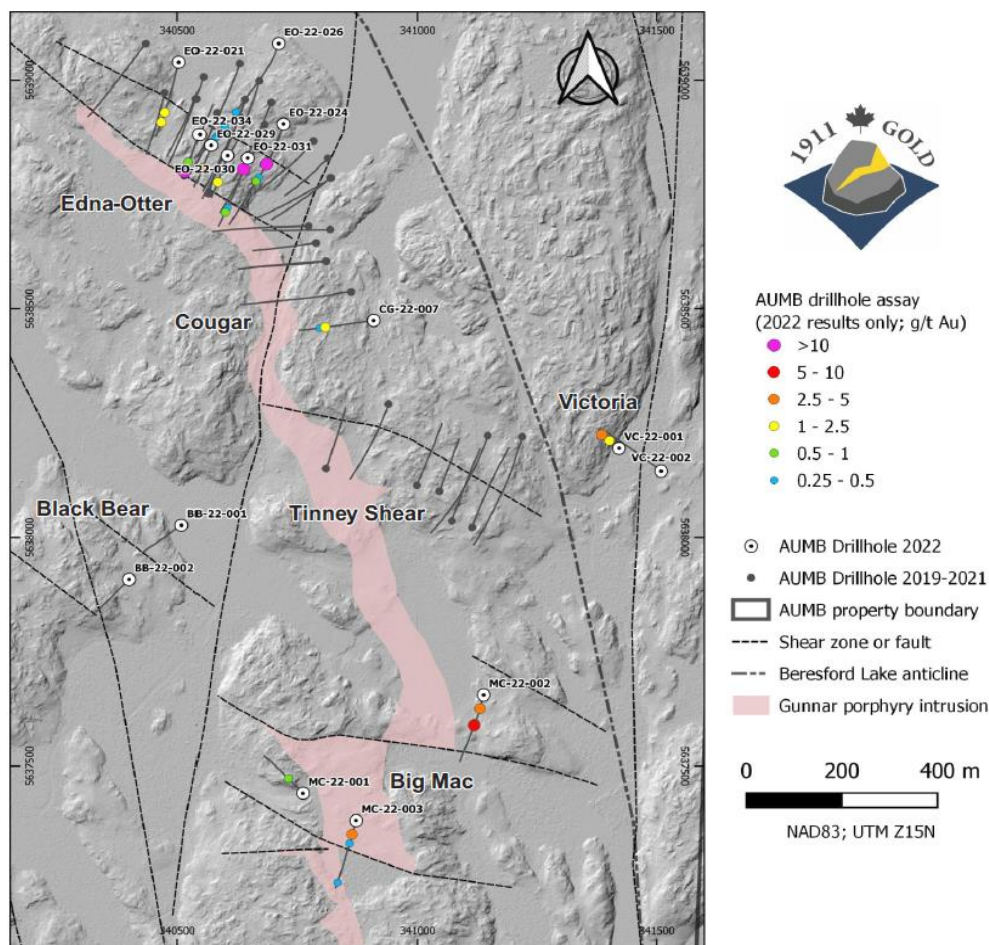 340500
341000
341500
5639000
5639000
EO-22-021
EO-22-026
EO-22-024
EO-22-034
EO-22-029
EO-22-031
EO-22-030
Edna-Otter
5638500
5638500
Cougar
CG-22-007
Victoria
VC-22-001
VC-22-002
Black Bear
BB-22-001
Tinney Shear
5638000
5638000
BB-22-002
MC-22-002
5637500
5637500
MC-22-001
Big Mac
MC-22-003
340500
341000
341500
1911 GOLD
AUMB drillhole assay
(2022 results only; g/t Au)
>10
5 - 10
2.5 - 5
1 - 2.5
0.5 - 1
0.25 - 0.5
AUMB Drillhole 2022
AUMB Drillhole 2019-2021
AUMB property boundary
Shear zone or fault
Beresford Lake anticline
Gunnar porphyry intrusion
0 200 400 m
NAD83; UTM Z15N